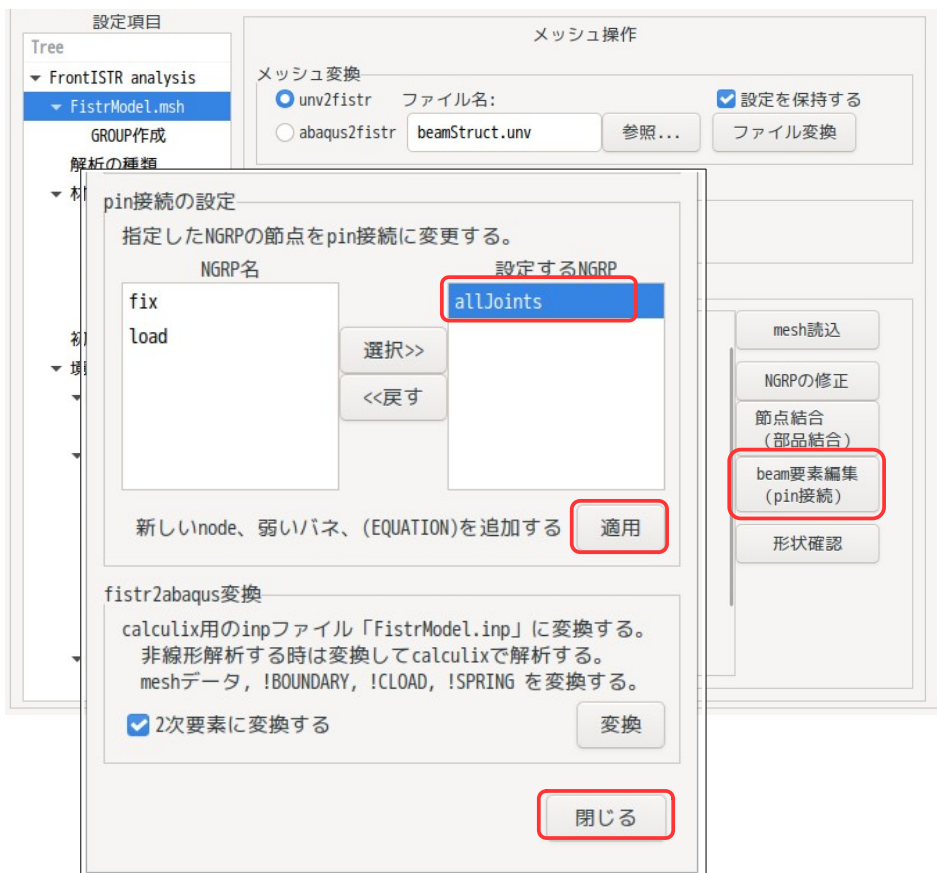 設定項目
Tree
FrontISTR analysis
FistrModel.msh
GROUP作成
解析の種類
メッシュ操作
メッシュ変換
unv2fistr ファイル名: 設定を保持する
abaqus2fistr beamStruct.unv 参照... ファイル変換
pin接続の設定
指定したNGRPの節点をpin接続に変更する。
NGRP名 設定するNGRP
fix
load
allJoints
選択>>
<<戻す
新しいnode、弱いバネ、(EQUATION)を追加する 適用
fistr2abaqus変換
calculix用のinpファイル「FistrModel.inp」に変換する。
非線形解析する時は変換してcalculixで解析する。
meshデータ, !BOUNDARY, !CLOAD, !SPRING を変換する。
2次要素に変換する 変換
閉じる
mesh読込
NGRPの修正
節点結合
(部品結合)
beam要素編集
(pin接続)
形状確認